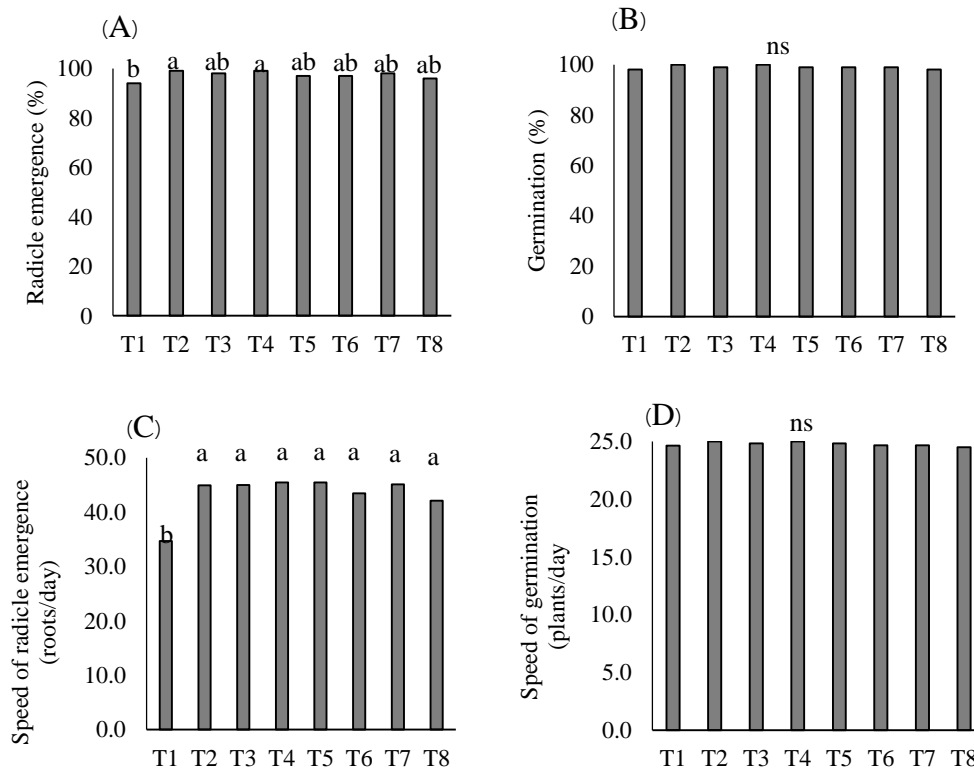 (A)
Radicle emergence (%)
100
80
60
40
20
0
b a ab a ab ab ab ab
T1 T2 T3 T4 T5 T6 T7 T8
(B)
ns
Germination (%)
100
80
60
40
20
0
T1 T2 T3 T4 T5 T6 T7 T8
(C)
Speed of radicle emergence
(roots/day)
50.0
40.0
30.0
20.0
10.0
0.0
b a a a a a a a
T1 T2 T3 T4 T5 T6 T7 T8
(D)
ns
Speed of germination
(plants/day
25.0
20.0
15.0
10.0
5.0
0.0
T1 T2 T3 T4 T5 T6 T7 T8